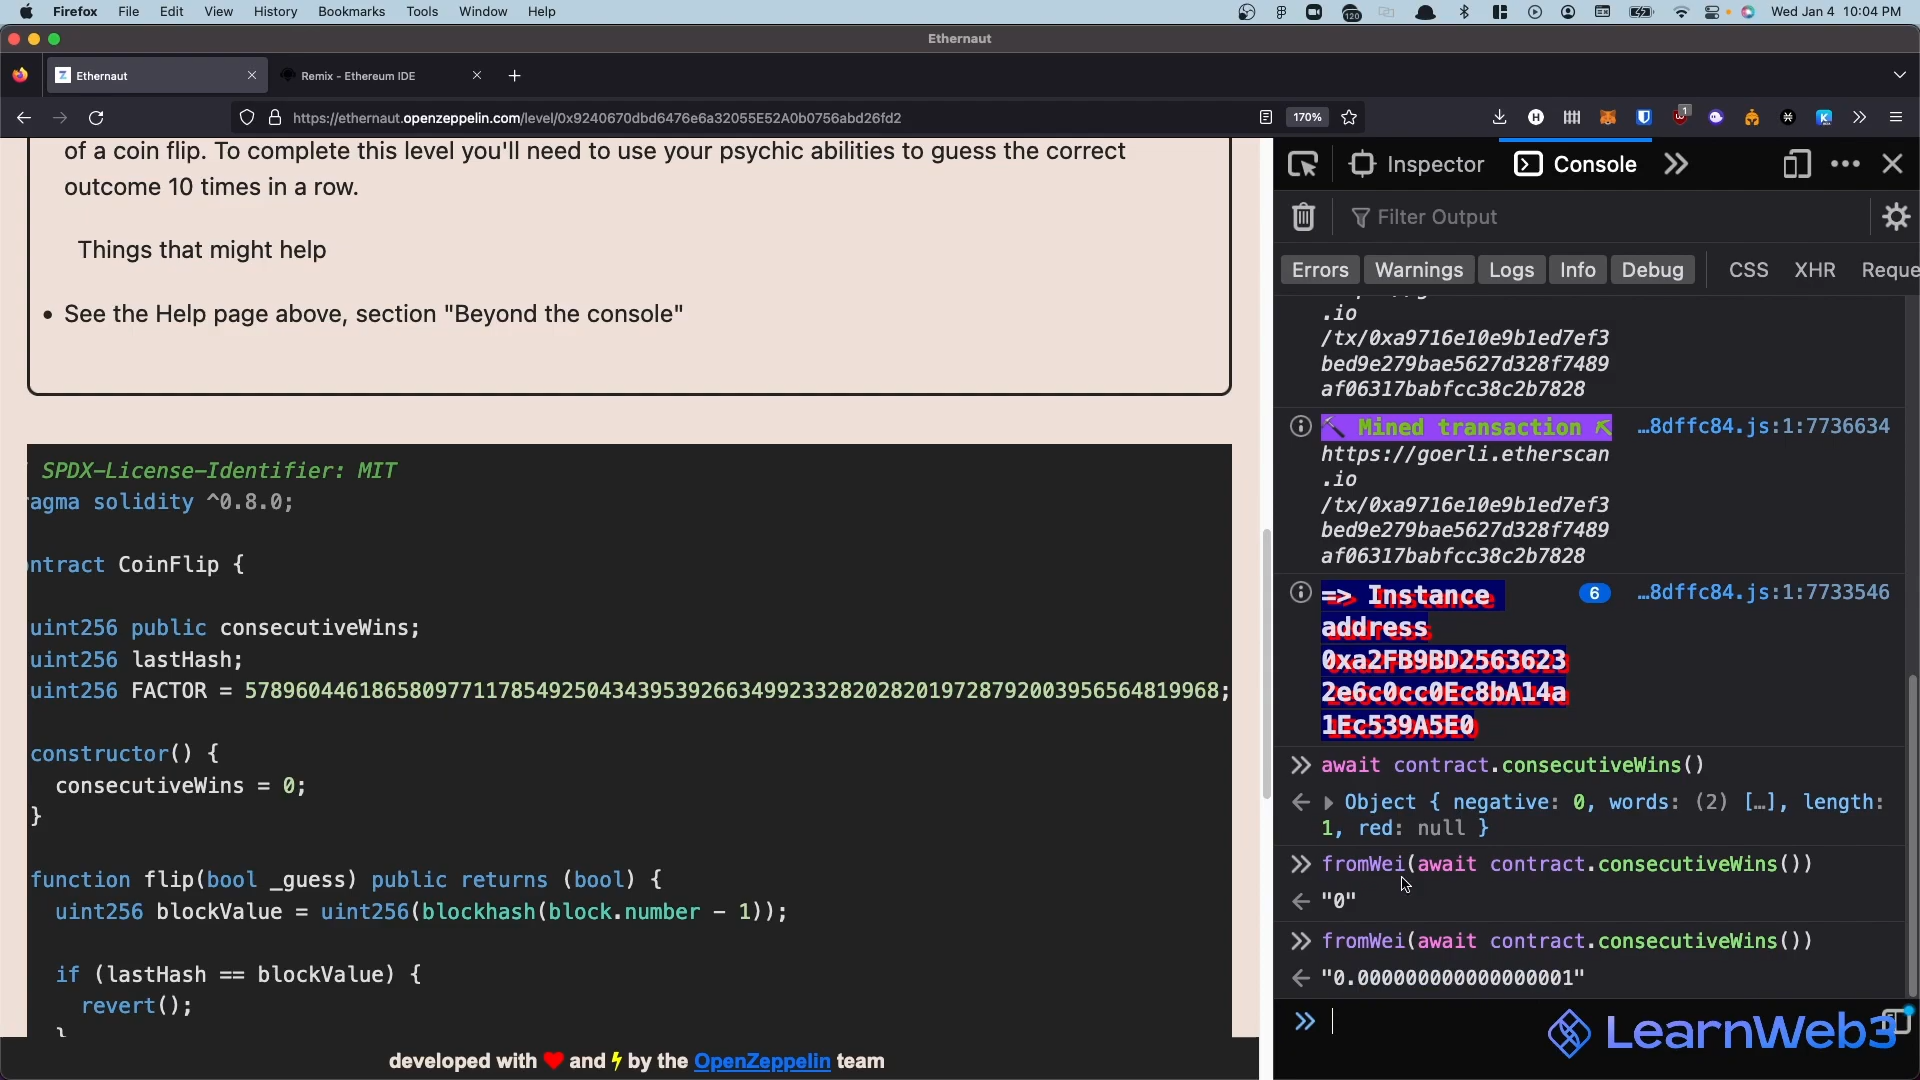 Firefox File Edit View History Bookmarks Tools Window Help
120
Wed Jan 4 10:04 PM
Ethernaut
Z Ethernaut
Remix - Ethereum IDE
https://ethernaut.openzeppelin.com/level/0x9240670dbd6476e6a32055E52A0b0756abd26fd2
170%
1
of a coin flip. To complete this level you'll need to use your psychic abilities to guess the correct
outcome 10 times in a row.
Things that might help
• See the Help page above, section "Beyond the console"
SPDX-License-Identifier: MIT
ragma solidity ^0.8.0;
ntract CoinFlip {
uint256 public consecutiveWins;
uint256 lastHash;
uint256 FACTOR = 57896044618658097711785492504343953926634992332820282019728792003956564819968;
constructor() {
consecutiveWins = 0;
}
function flip(bool _guess) public returns (bool) {
uint256 blockValue = uint256(blockhash(block.number - 1));
if (lastHash == blockValue) {
revert();
}
developed with ❤ and ⚡ by the OpenZeppelin team
Inspector Console
Filter Output
Errors Warnings Logs Info Debug CSS XHR Reque
.io
/tx/0xa9716e10e9b1ed7ef3
bed9e279bae5627d328f7489
af06317babfcc38c2b7828
Mined transaction …8dffc84.js:1:7736634
https://goerli.etherscan
.io
/tx/0xa9716e10e9b1ed7ef3
bed9e279bae5627d328f7489
af06317babfcc38c2b7828
=> Instance 6 …8dffc84.js:1:7733546
address
0xa2FB9BD2563623
2e6c0cc0Ec8bA14a
1Ec539A5E0
await contract.consecutiveWins()
Object { negative: 0, words: (2) […], length:
1, red: null }
fromWei(await contract.consecutiveWins())
"0"
fromWei(await contract.consecutiveWins())
"0.000000000000000001"
LearnWeb3